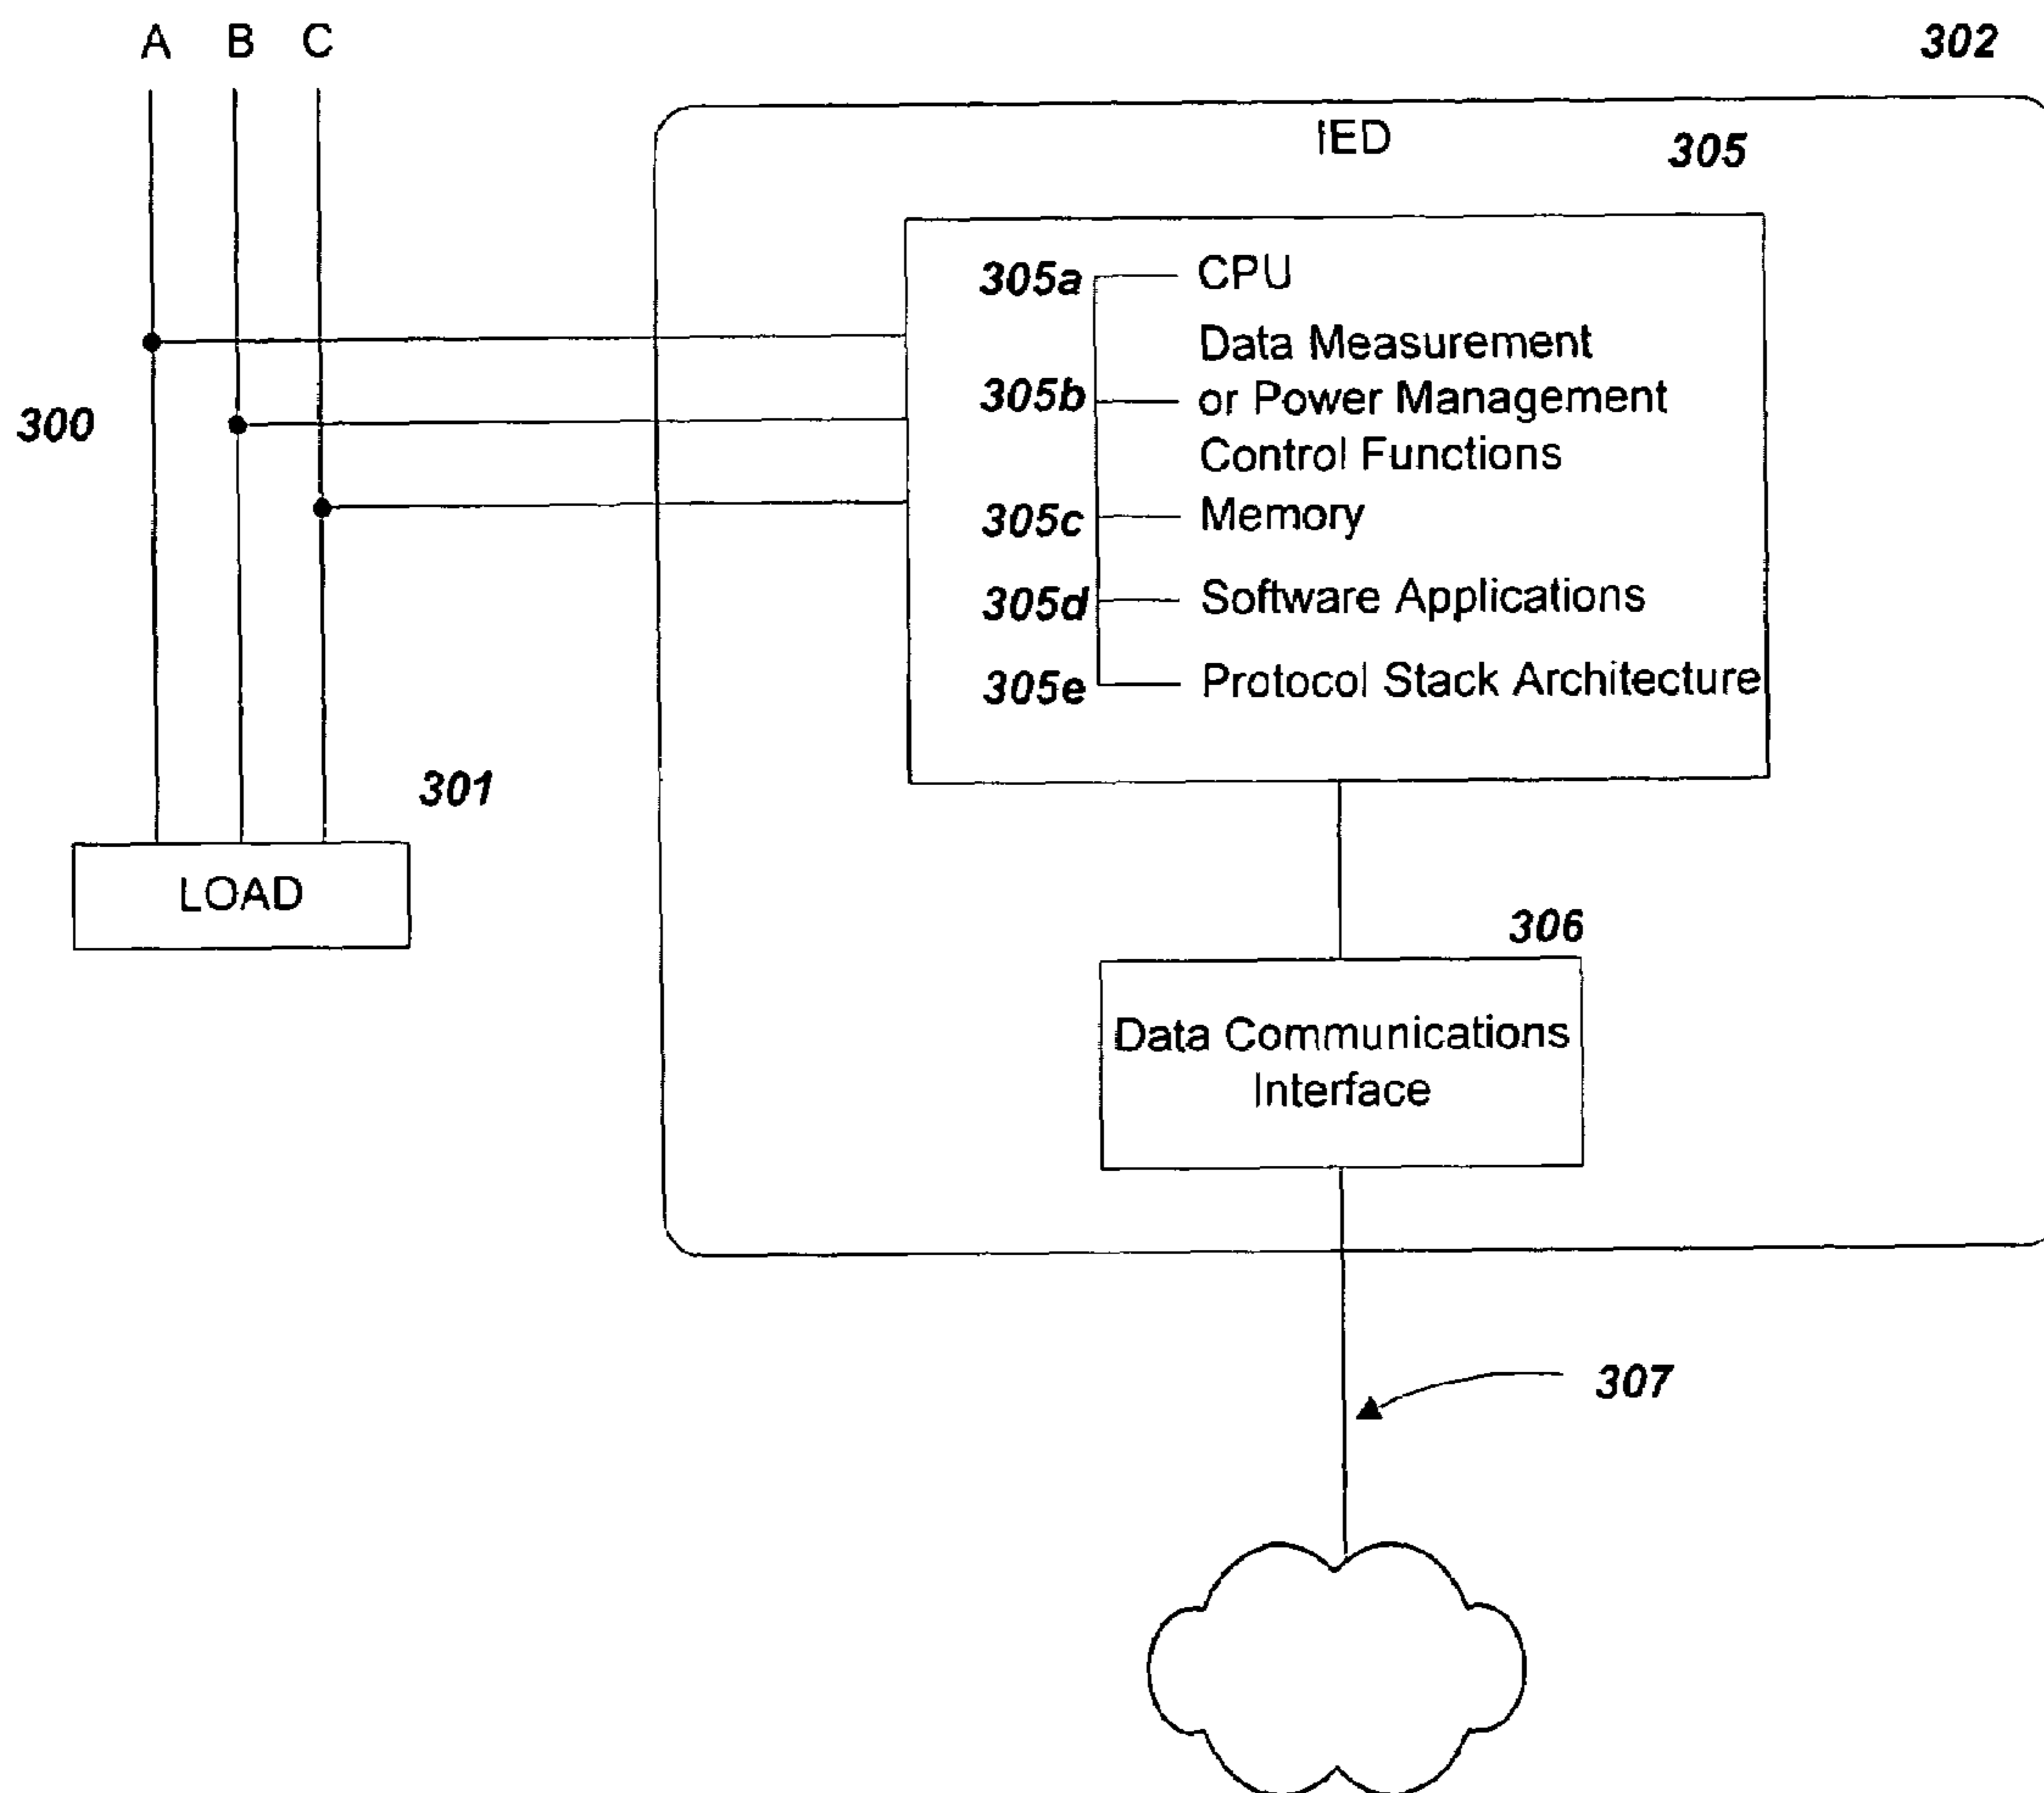 A B C
302
IED
305
305a CPU
305b Data Measurement
or Power Management
Control Functions
300
305c Memory
305d Software Applications
305e Protocol Stack Architecture
301
LOAD
306
Data Communications
Interface
307